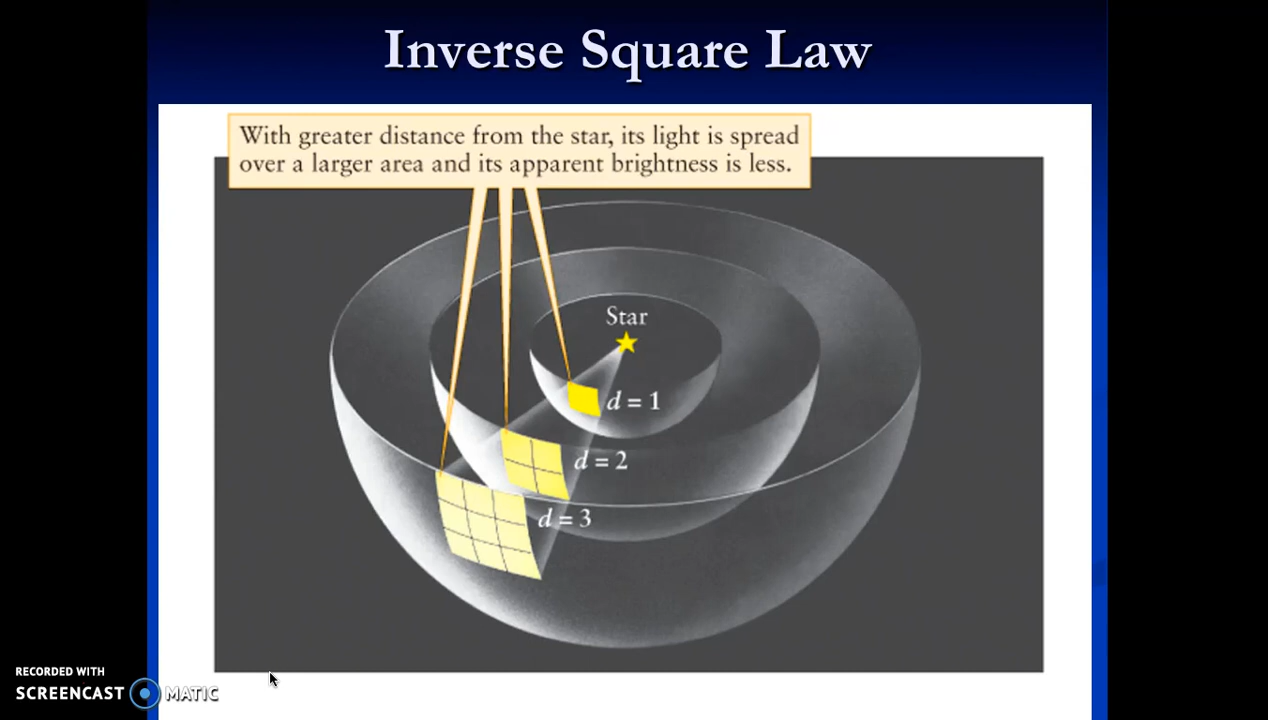 Inverse Square Law
With greater distance from the star, its light is spread
over a larger area and its apparent brightness is less.
Star
d = 1
d = 2
d = 3
RECORDED WITH
SCREENCAST MATIC